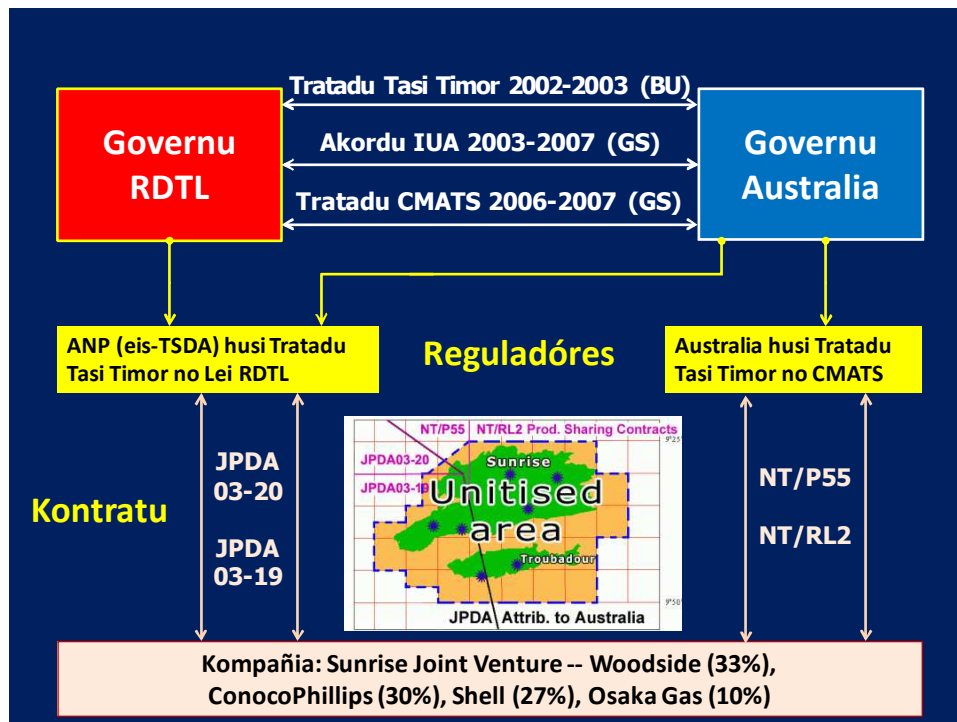 Tratadu Tasi Timor 2002-2003 (BU)
Governu
RDTL
Akordu IUA 2003-2007 (GS)
Governu
Australia
Tratadu CMATS 2006-2007 (GS)
ANP (eis-TSDA) husi Tratadu
Tasi Timor no Lei RDTL
Reguladóres
Australia husi Tratadu
Tasi Timor no CMATS
Kontratu
JPDA
03-20
JPDA
03-19
NT/P55
NT/RL2 Prod. Sharing Contracts
9°25'
JPDA03-20
Sunrise
JPDA03-19
Unitised
area
Troubadour
9°50'
JPDA
Attrib. to Australia
NT/P55
NT/RL2
Kompañia: Sunrise Joint Venture -- Woodside (33%),
ConocoPhillips (30%), Shell (27%), Osaka Gas (10%)